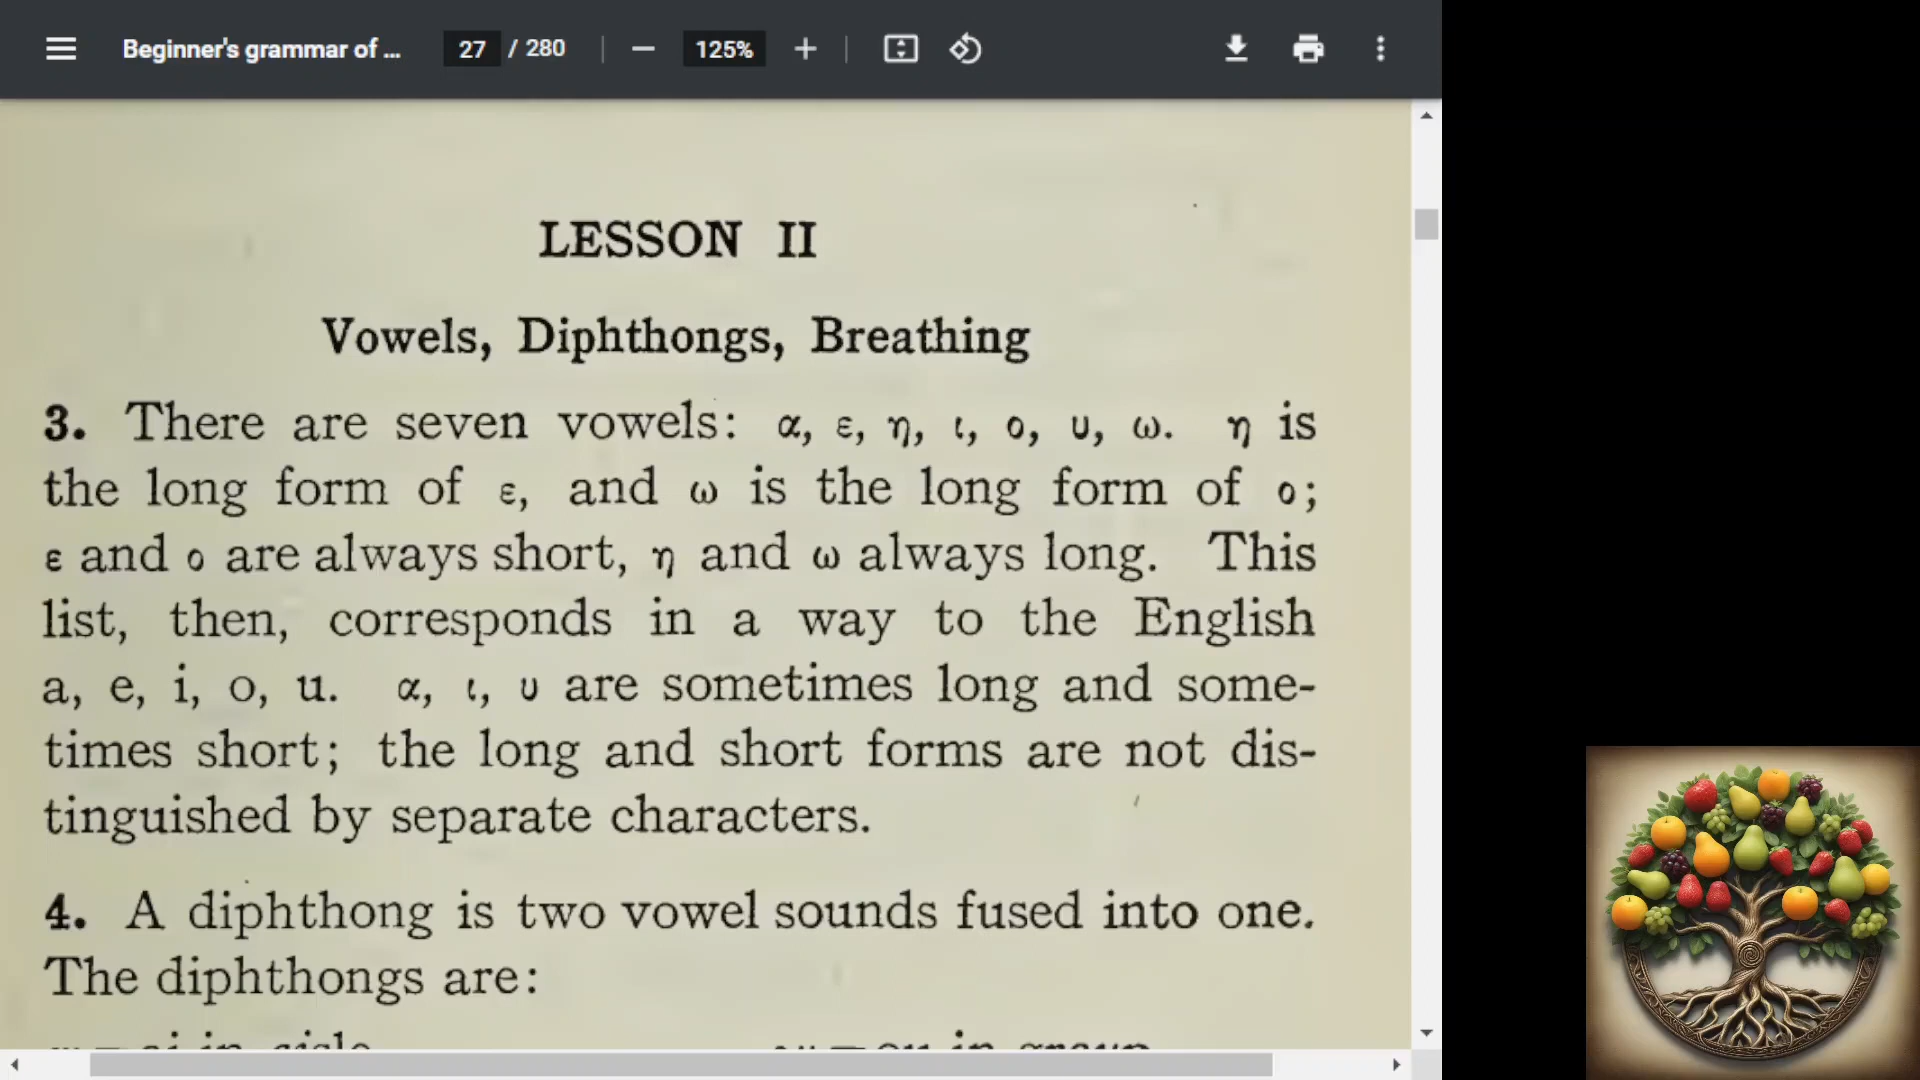 Beginner's grammar of ... 27 / 280 125%
LESSON II
Vowels, Diphthongs, Breathing
3. There are seven vowels: α, ε, η, ι, ο, υ, ω. η is
the long form of ε, and ω is the long form of ο;
ε and ο are always short, η and ω always long. This
list, then, corresponds in a way to the English
a, e, i, o, u. α, ι, υ are sometimes long and some-
times short; the long and short forms are not dis-
tinguished by separate characters.
4. A diphthong is two vowel sounds fused into one.
The diphthongs are: